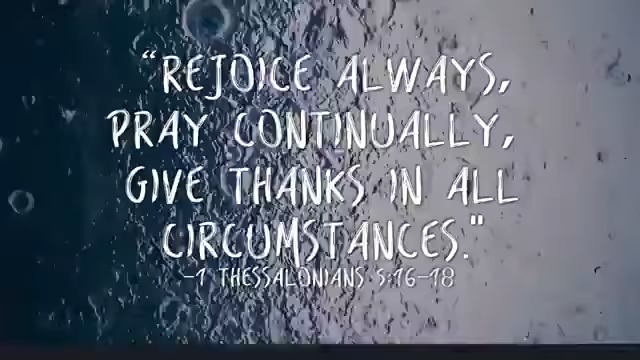 “REJOICE ALWAYS,
PRAY CONTINUALLY,
GIVE THANKS IN ALL
CIRCUMSTANCES."
-1 THESSALONIANS 5:16-18